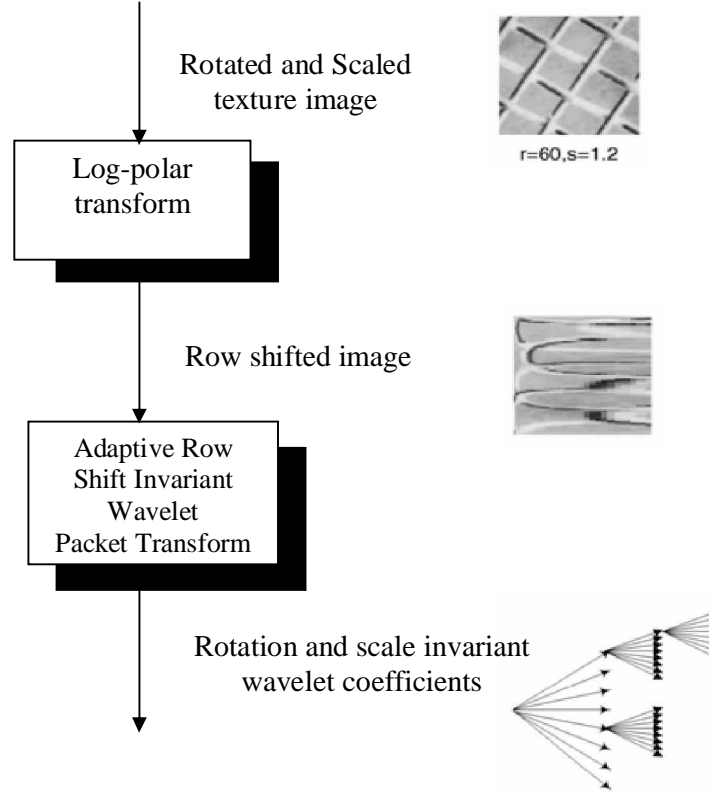 Rotated and Scaled
texture image
r=60,s=1.2
Log-polar
transform
Row shifted image
Adaptive Row
Shift Invariant
Wavelet
Packet Transform
Rotation and scale invariant
wavelet coefficients